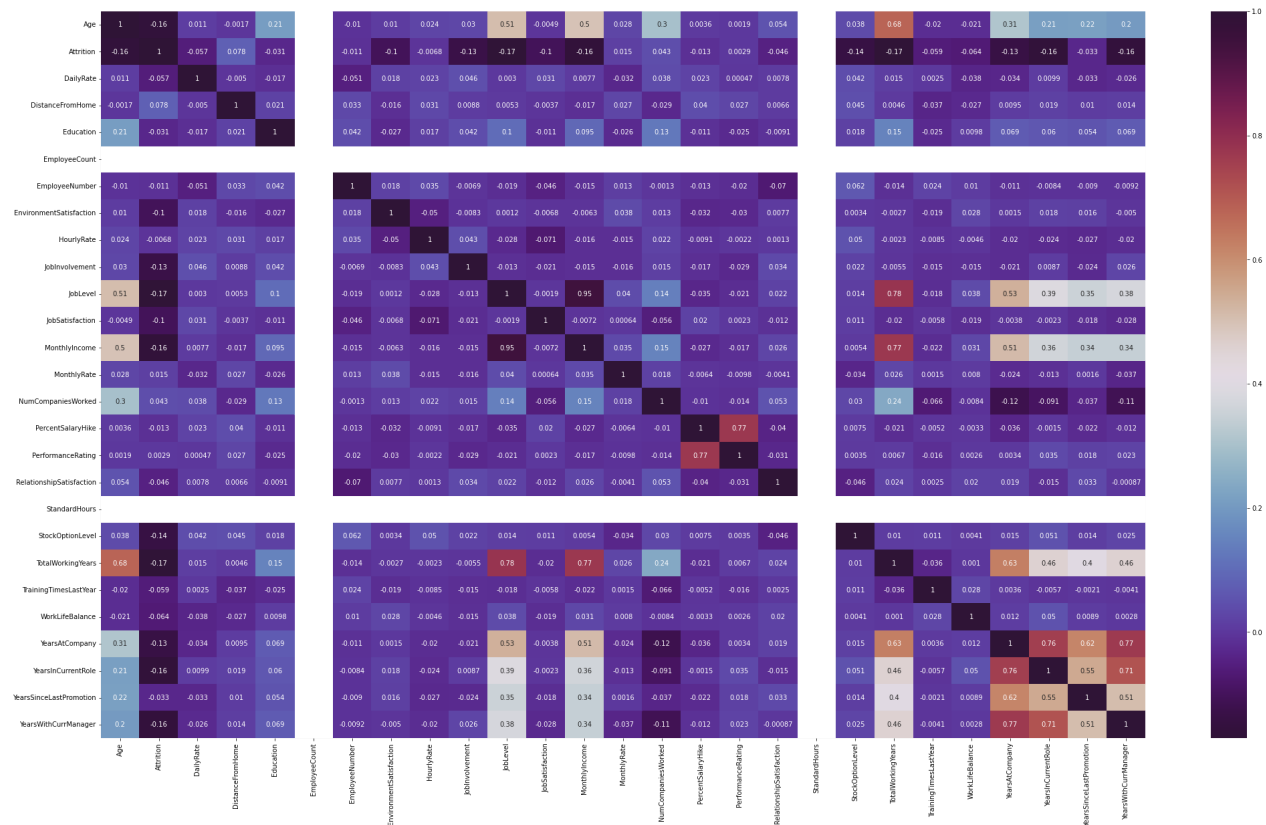 1.0
Age 1 -0.16 0.011 -0.0017 0.21 -0.01 0.01 0.024 0.03 0.51 -0.0049 0.5 0.028 0.3 0.0036 0.0019 0.054 0.038 0.68 -0.02 -0.021 0.31 0.21 0.22 0.2
Attrition -0.16 1 -0.057 0.078 -0.031 -0.011 -0.1 -0.0068 -0.13 -0.17 -0.1 -0.16 0.015 0.043 -0.013 0.0029 -0.046 -0.14 -0.17 -0.059 -0.064 -0.13 -0.16 -0.033 -0.16
DailyRate 0.011 -0.057 1 -0.005 -0.017 -0.051 0.018 0.023 0.046 0.003 0.031 0.0077 -0.032 0.038 0.023 0.00047 0.0078 0.042 0.015 0.0025 -0.038 -0.034 0.0099 -0.033 -0.026
DistanceFromHome -0.0017 0.078 -0.005 1 0.021 0.033 -0.016 0.031 0.0088 0.0053 -0.0037 -0.017 0.027 -0.029 0.04 0.027 0.0066 0.045 0.0046 -0.037 -0.027 0.0095 0.019 0.01 0.014
0.8
Education 0.21 -0.031 -0.017 0.021 1 0.042 -0.027 0.017 0.042 0.1 -0.011 0.095 -0.026 0.13 -0.011 -0.025 -0.0091 0.018 0.15 -0.025 0.0098 0.069 0.06 0.054 0.069
EmployeeCount
EmployeeNumber -0.01 -0.011 -0.051 0.033 0.042 1 0.018 0.035 -0.0069 -0.019 -0.046 -0.015 0.013 -0.0013 -0.013 -0.02 -0.07 0.062 -0.014 0.024 0.01 -0.011 -0.0084 -0.009 -0.0092
EnvironmentSatisfaction 0.01 -0.1 0.018 -0.016 -0.027 0.018 1 -0.05 -0.0083 0.0012 -0.0068 -0.0063 0.038 0.013 -0.032 -0.03 0.0077 0.0034 -0.0027 -0.019 0.028 0.0015 0.018 0.016 -0.005
HourlyRate 0.024 -0.0068 0.023 0.031 0.017 0.035 -0.05 1 0.043 -0.028 -0.071 -0.016 -0.015 0.022 -0.0091 -0.0022 0.0013 0.05 -0.0023 -0.0085 -0.0046 -0.02 -0.024 -0.027 -0.02
0.6
JobInvolvement 0.03 -0.13 0.046 0.0088 0.042 -0.0069 -0.0083 0.043 1 -0.013 -0.021 -0.015 -0.016 0.015 -0.017 -0.029 0.034 0.022 -0.0055 -0.015 -0.015 -0.021 0.0087 -0.024 0.026
JobLevel 0.51 -0.17 0.003 0.0053 0.1 -0.019 0.0012 -0.028 -0.013 1 -0.0019 0.95 0.04 0.14 -0.035 -0.021 0.022 0.014 0.78 -0.018 0.038 0.53 0.39 0.35 0.38
JobSatisfaction -0.0049 -0.1 0.031 -0.0037 -0.011 -0.046 -0.0068 -0.071 -0.021 -0.0019 1 -0.0072 0.00064 -0.056 0.02 0.0023 -0.012 0.011 -0.02 -0.0058 -0.019 -0.0038 -0.0023 -0.018 -0.028
MonthlyIncome 0.5 -0.16 0.0077 -0.017 0.095 -0.015 -0.0063 -0.016 -0.015 0.95 -0.0072 1 0.035 0.15 -0.027 -0.017 0.026 0.0054 0.77 -0.022 0.031 0.51 0.36 0.34 0.34
0.4
MonthlyRate 0.028 0.015 -0.032 0.027 -0.026 0.013 0.038 -0.015 -0.016 0.04 0.00064 0.035 1 0.018 -0.0064 -0.0098 -0.0041 -0.034 0.026 0.0015 0.008 -0.024 -0.013 0.0016 -0.037
NumCompaniesWorked 0.3 0.043 0.038 -0.029 0.13 -0.0013 0.013 0.022 0.015 0.14 -0.056 0.15 0.018 1 -0.01 -0.014 0.053 0.03 0.24 -0.066 -0.0084 -0.12 -0.091 -0.037 -0.11
PercentSalaryHike 0.0036 -0.013 0.023 0.04 -0.011 -0.013 -0.032 -0.0091 -0.017 -0.035 0.02 -0.027 -0.0064 -0.01 1 0.77 -0.04 0.0075 -0.021 -0.0052 -0.0033 -0.036 -0.0015 -0.022 -0.012
PerformanceRating 0.0019 0.0029 0.00047 0.027 -0.025 -0.02 -0.03 -0.0022 -0.029 -0.021 0.0023 -0.017 -0.0098 -0.014 0.77 1 -0.031 0.0035 0.0067 -0.016 0.0026 0.0034 0.035 0.018 0.023
RelationshipSatisfaction 0.054 -0.046 0.0078 0.0066 -0.0091 -0.07 0.0077 0.0013 0.034 0.022 -0.012 0.026 -0.0041 0.053 -0.04 -0.031 1 -0.046 0.024 0.0025 0.02 0.019 -0.015 0.033 -0.00087
0.2
StandardHours
StockOptionLevel 0.038 -0.14 0.042 0.045 0.018 0.062 0.0034 0.05 0.022 0.014 0.011 0.0054 -0.034 0.03 0.0075 0.0035 -0.046 1 0.01 0.011 0.0041 0.015 0.051 0.014 0.025
TotalWorkingYears 0.68 -0.17 0.015 0.0046 0.15 -0.014 -0.0027 -0.0023 -0.0055 0.78 -0.02 0.77 0.026 0.24 -0.021 0.0067 0.024 0.01 1 -0.036 0.001 0.63 0.46 0.4 0.46
TrainingTimesLastYear -0.02 -0.059 0.0025 -0.037 -0.025 0.024 -0.019 -0.0085 -0.015 -0.018 -0.0058 -0.022 0.0015 -0.066 -0.0052 -0.016 0.0025 0.011 -0.036 1 0.028 0.0036 -0.0057 -0.0021 -0.0041
WorkLifeBalance -0.021 -0.064 -0.038 -0.027 0.0098 0.01 0.028 -0.0046 -0.015 0.038 -0.019 0.031 0.008 -0.0084 -0.0033 0.0026 0.02 0.0041 0.001 0.028 1 0.012 0.05 0.0089 0.0028
0.0
YearsAtCompany 0.31 -0.13 -0.034 0.0095 0.069 -0.011 0.0015 -0.02 -0.021 0.53 -0.0038 0.51 -0.024 -0.12 -0.036 0.0034 0.019 0.015 0.63 0.0036 0.012 1 0.76 0.62 0.77
YearsInCurrentRole 0.21 -0.16 0.0099 0.019 0.06 -0.0084 0.018 -0.024 0.0087 0.39 -0.0023 0.36 -0.013 -0.091 -0.0015 0.035 -0.015 0.051 0.46 -0.0057 0.05 0.76 1 0.55 0.71
YearsSinceLastPromotion 0.22 -0.033 -0.033 0.01 0.054 -0.009 0.016 -0.027 -0.024 0.35 -0.018 0.34 0.0016 -0.037 -0.022 0.018 0.033 0.014 0.4 -0.0021 0.0089 0.62 0.55 1 0.51
YearsWithCurrManager 0.2 -0.16 -0.026 0.014 0.069 -0.0092 -0.005 -0.02 0.026 0.38 -0.028 0.34 -0.037 -0.11 -0.012 0.023 -0.00087 0.025 0.46 -0.0041 0.0028 0.77 0.71 0.51 1
Age
Attrition
DailyRate
DistanceFromHome
Education
EmployeeCount
EmployeeNumber
EnvironmentSatisfaction
HourlyRate
JobInvolvement
JobLevel
JobSatisfaction
MonthlyIncome
MonthlyRate
NumCompaniesWorked
PercentSalaryHike
PerformanceRating
RelationshipSatisfaction
StandardHours
StockOptionLevel
TotalWorkingYears
TrainingTimesLastYear
WorkLifeBalance
YearsAtCompany
YearsInCurrentRole
YearsSinceLastPromotion
YearsWithCurrManager